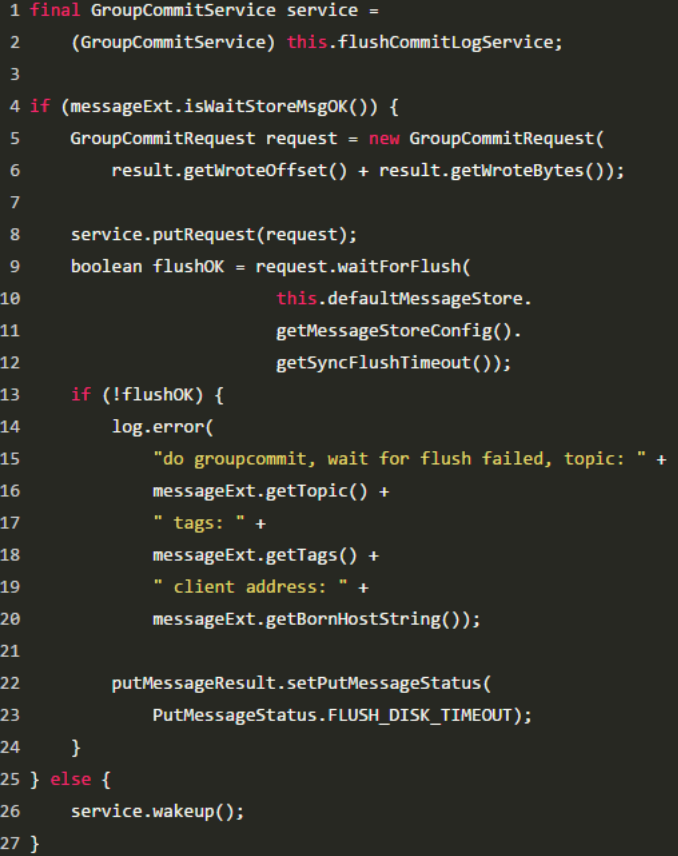 1 final GroupCommitService service =
2     (GroupCommitService) this.flushCommitLogService;
3
4 if (messageExt.isWaitStoreMsgOK()) {
5     GroupCommitRequest request = new GroupCommitRequest(
6         result.getWroteOffset() + result.getWroteBytes());
7
8     service.putRequest(request);
9     boolean flushOK = request.waitForFlush(
10                         this.defaultMessageStore.
11                         getMessageStoreConfig().
12                         getSyncFlushTimeout());
13     if (!flushOK) {
14         log.error(
15             "do groupcommit, wait for flush failed, topic: " +
16             messageExt.getTopic() +
17             " tags: " +
18             messageExt.getTags() +
19             " client address: " +
20             messageExt.getBornHostString());
21
22         putMessageResult.setPutMessageStatus(
23             PutMessageStatus.FLUSH_DISK_TIMEOUT);
24     }
25 } else {
26     service.wakeup();
27 }